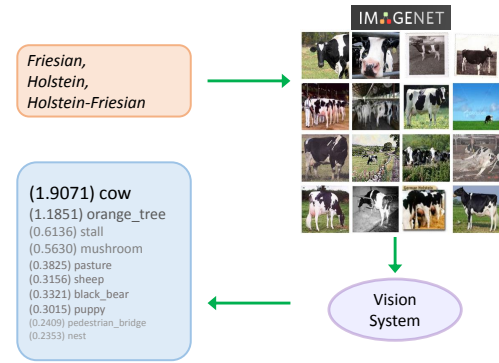 IMAGENET
Friesian,
Holstein,
Holstein-Friesian
(1.9071) cow
(1.1851) orange_tree
(0.6136) stall
(0.5630) mushroom
(0.3825) pasture
(0.3156) sheep
(0.3321) black_bear
(0.3015) puppy
(0.2409) pedestrian_bridge
(0.2353) nest
Vision
System